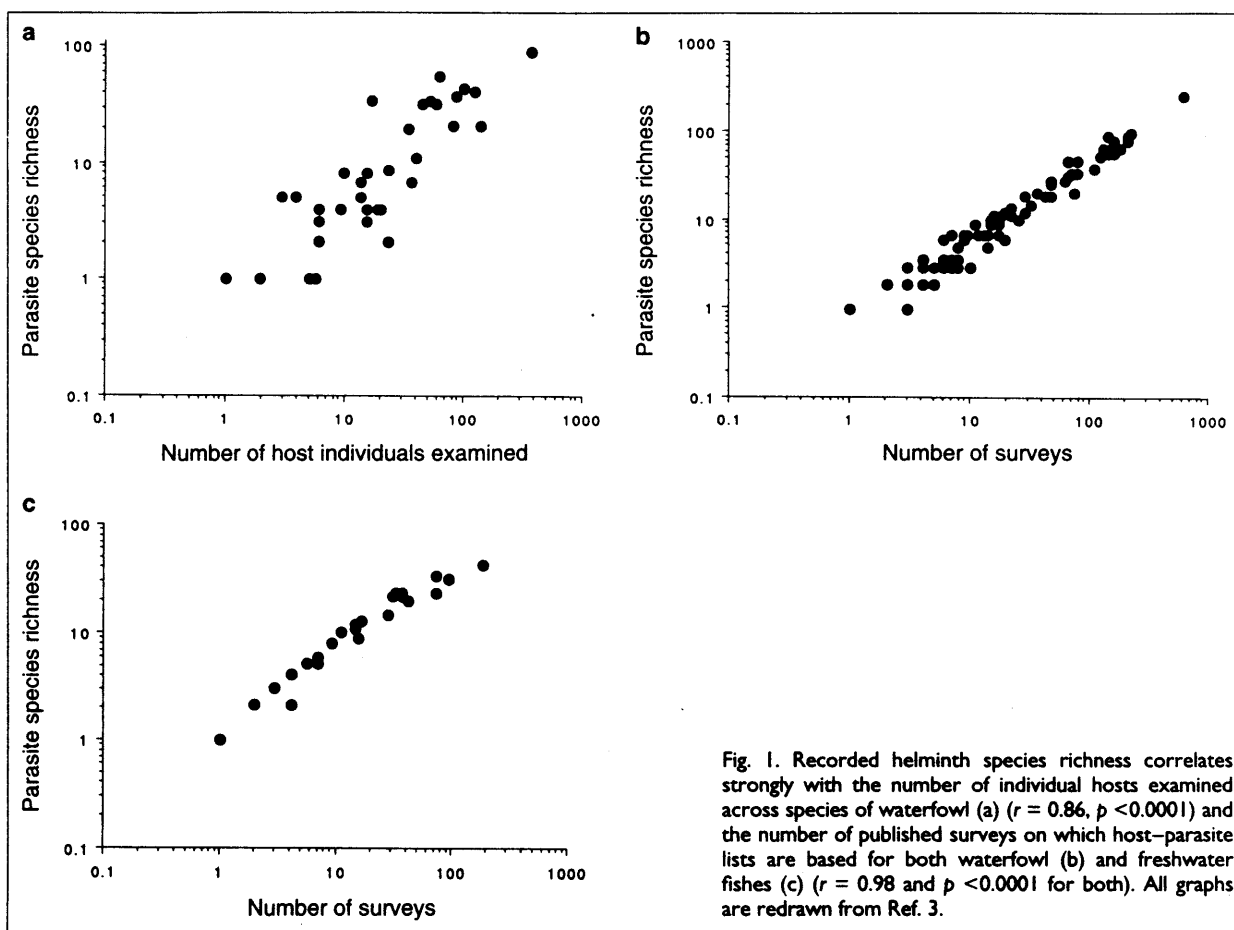 a
100
10
1
0.1
Parasite species richness
0.1 1 10 100 1000
Number of host individuals examined
b
1000
100
10
1
0.1
Parasite species richness
0.1 1 10 100 1000
Number of surveys
c
100
10
1
0.1
Parasite species richness
0.1 1 10 100 1000
Number of surveys
Fig. 1. Recorded helminth species richness correlates
strongly with the number of individual hosts examined
across species of waterfowl (a) (r = 0.86, p <0.0001) and
the number of published surveys on which host–parasite
lists are based for both waterfowl (b) and freshwater
fishes (c) (r = 0.98 and p <0.0001 for both). All graphs
are redrawn from Ref. 3.